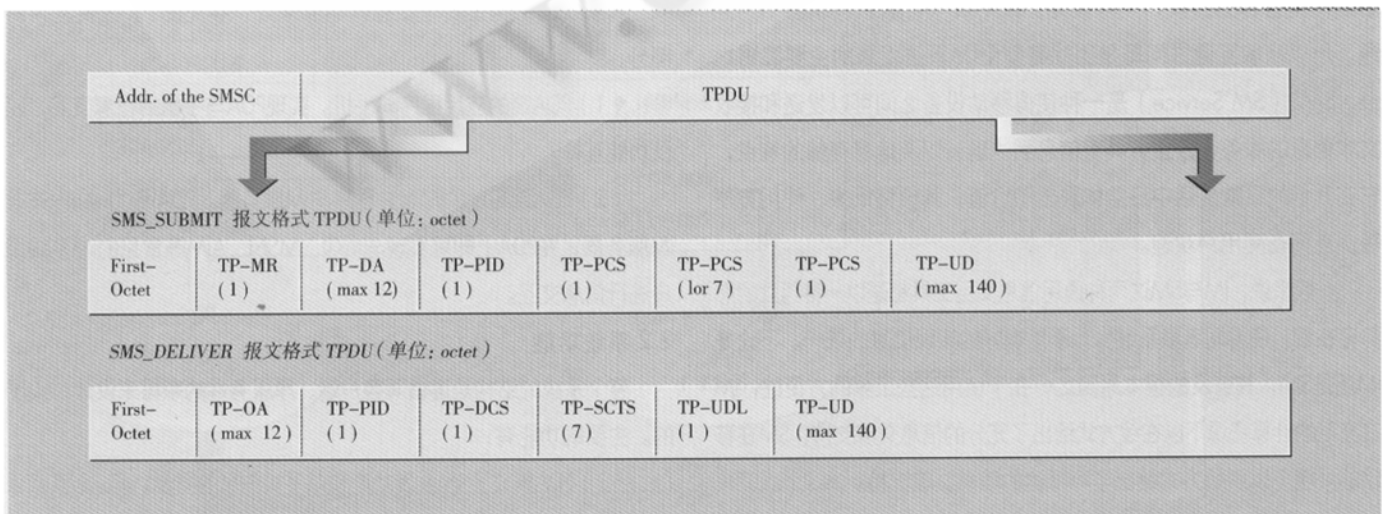 www.
Addr. of the SMSC TPDU
SMS_SUBMIT 报文格式 TPDU(单位: octet)
First- TP-MR TP-DA TP-PID TP-PCS TP-PCS TP-PCS TP-UD
Octet (1) (max 12) (1) (1) (lor 7) (1) (max 140)
SMS_DELIVER 报文格式 TPDU(单位: octet)
First- TP-OA TP-PID TP-DCS TP-SCTS TP-UDL TP-UD
Octet (max 12) (1) (1) (7) (1) (max 140)